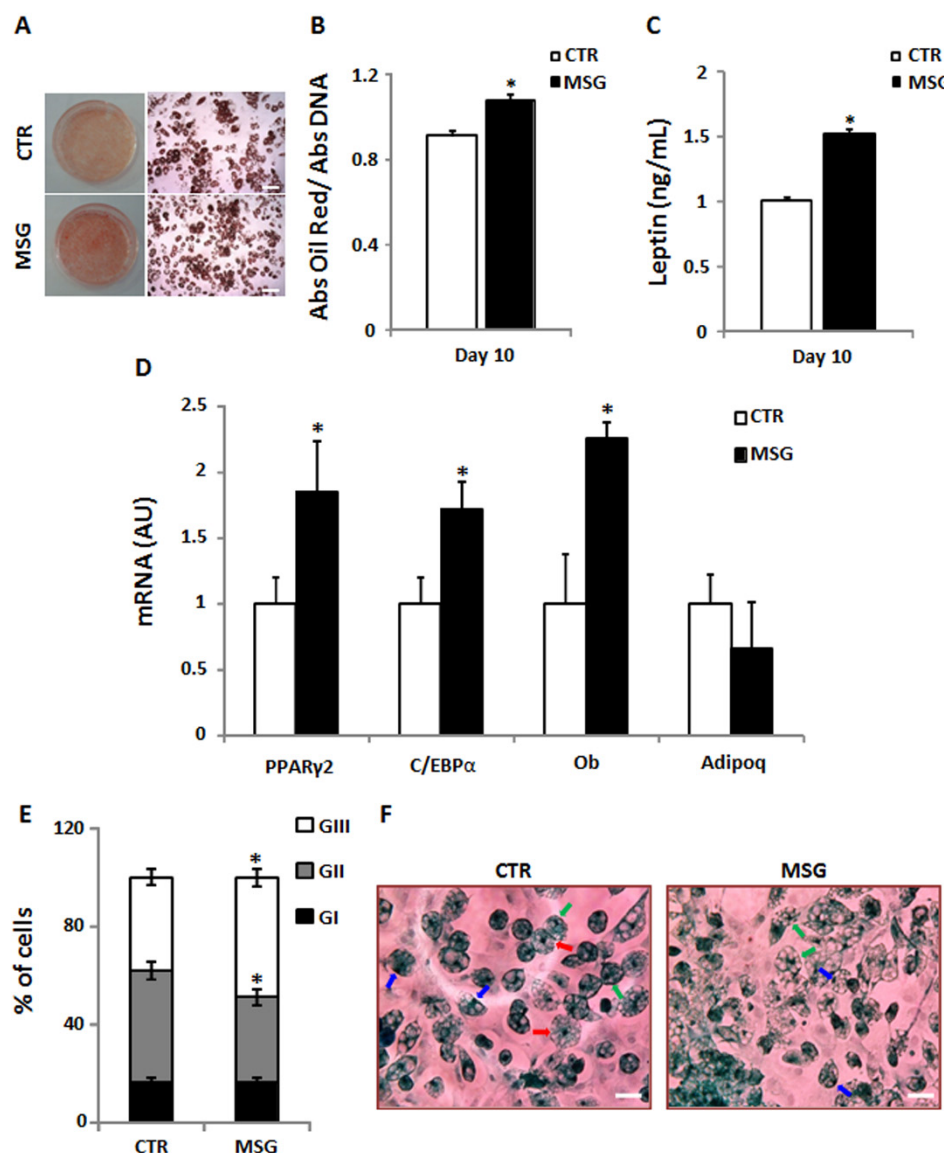 A
CTR
MSG
B
CTR
MSG
Abs Oil Red/ Abs DNA
1.2
0.8
0.4
0
*
Day 10
C
CTR
MSG
Leptin (ng/mL)
2
1.5
1
0.5
0
*
Day 10
D
CTR
MSG
mRNA (AU)
2.5
2
1.5
1
0.5
0
*
*
*
PPARγ2
C/EBPα
Ob
Adipoq
E
GIII
GII
GI
% of cells
120
80
40
0
*
*
CTR
MSG
F
CTR
MSG